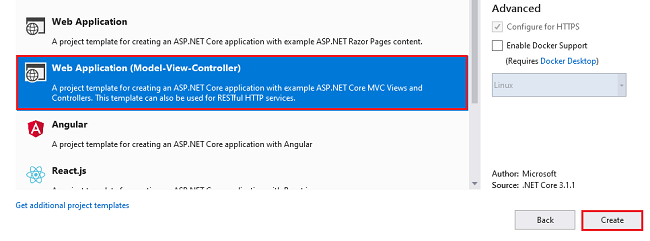 Web Application
A project template for creating an ASP.NET Core application with example ASP.NET Razor Pages content.
Web Application (Model-View-Controller)
A project template for creating an ASP.NET Core application with example ASP.NET Core MVC Views and
Controllers. This template can also be used for RESTful HTTP services.
Angular
A project template for creating an ASP.NET Core application with Angular
React.js
Get additional project templates
Advanced
Configure for HTTPS
Enable Docker Support
(Requires Docker Desktop)
Linux
Author: Microsoft
Source: .NET Core 3.1.1
Back
Create